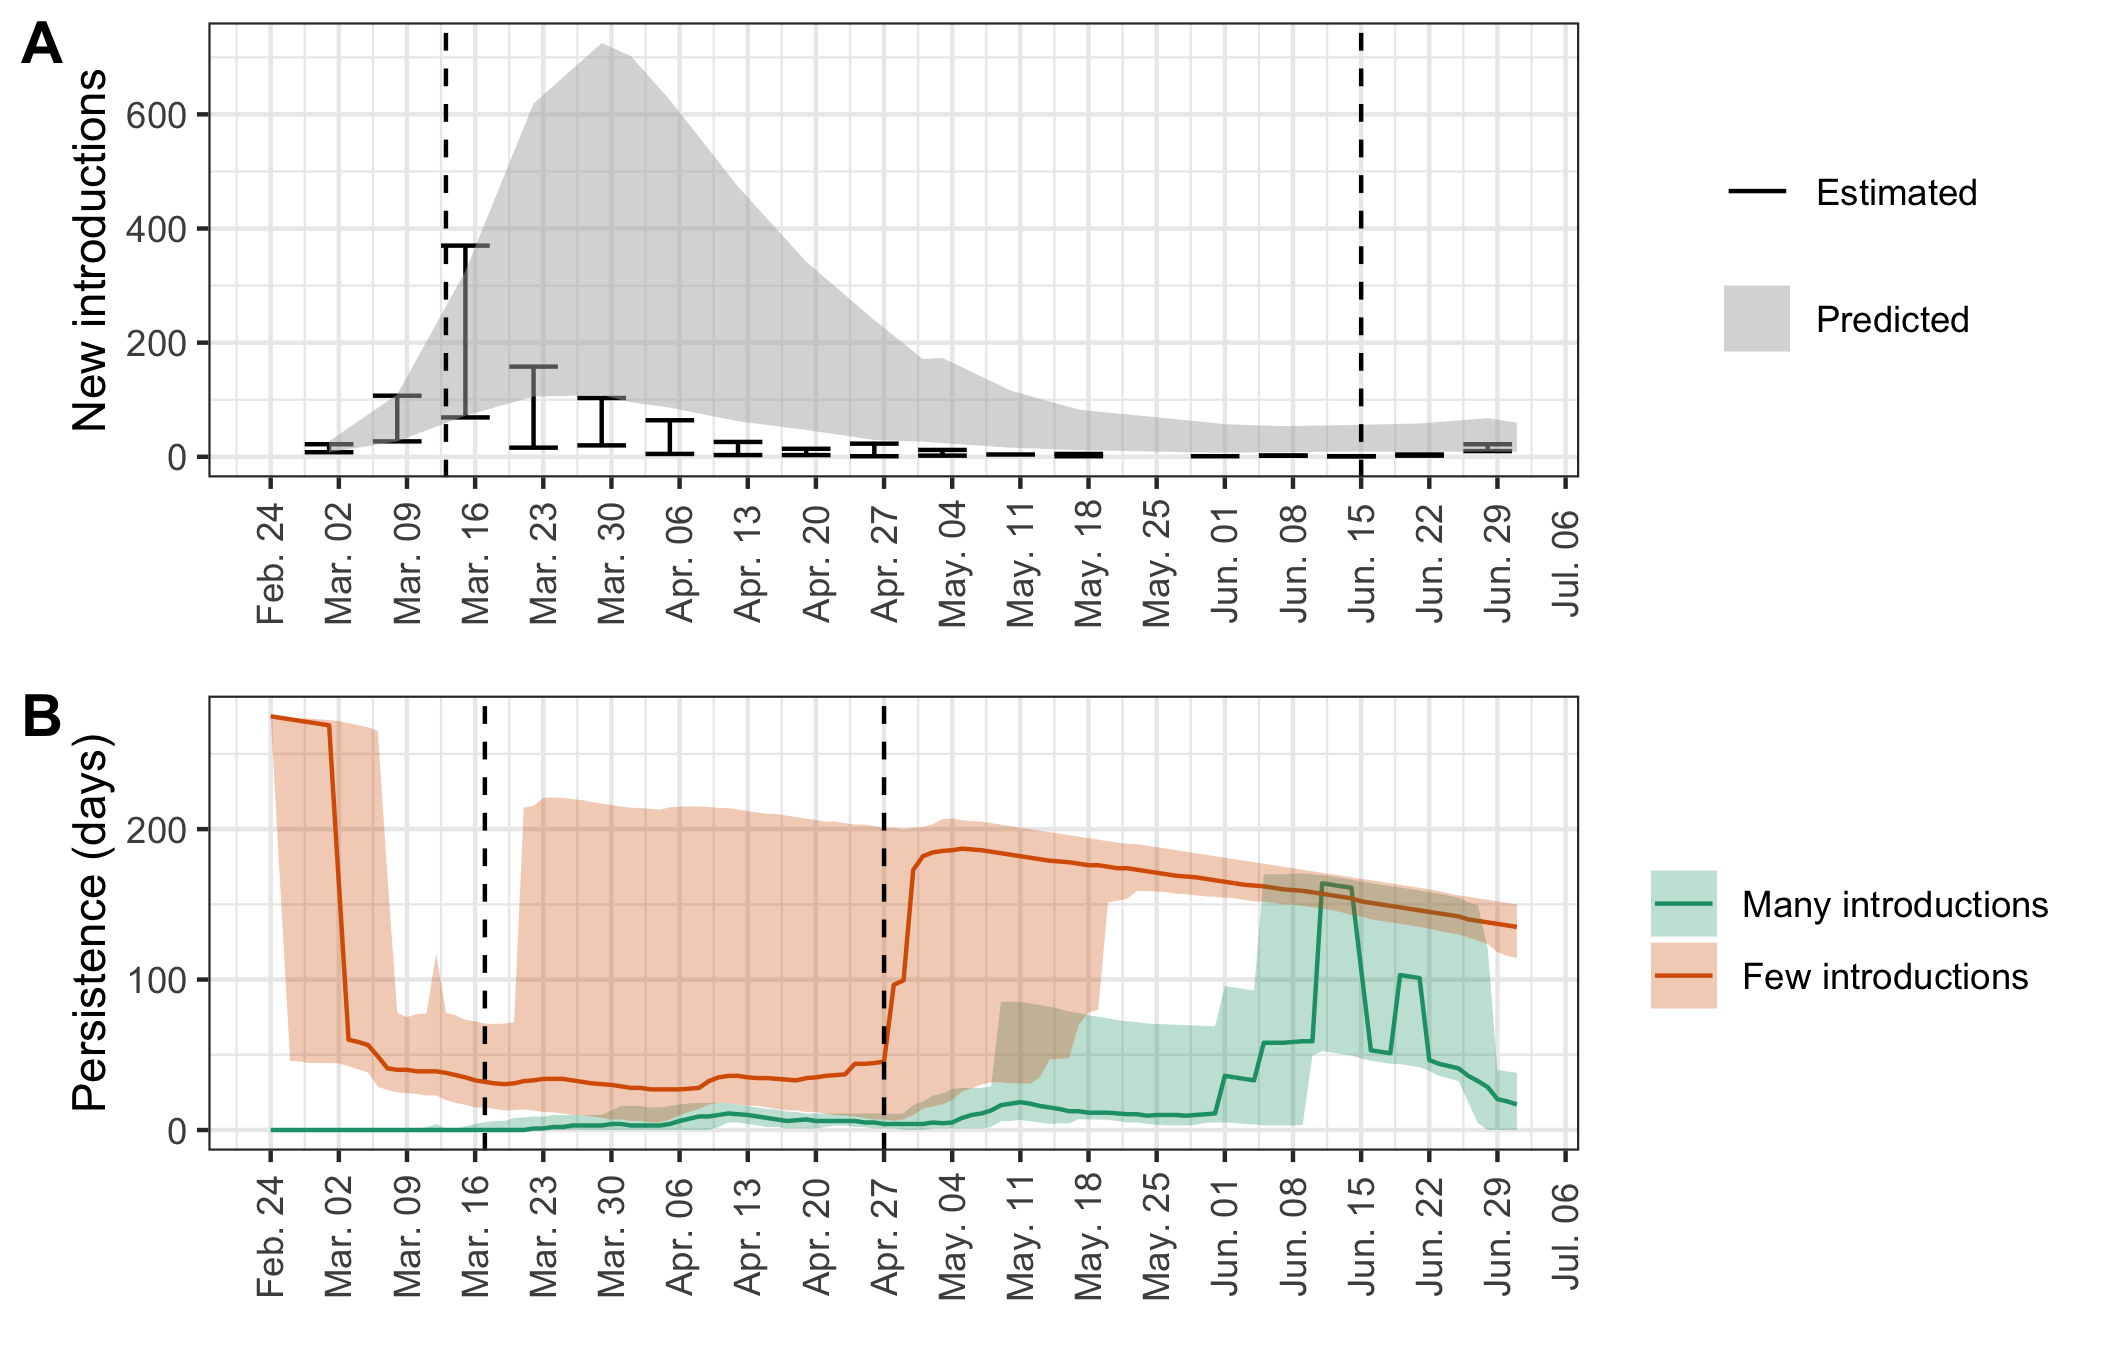 A
New introductions
600
400
200
0
Feb. 24
Mar. 02
Mar. 09
Mar. 16
Mar. 23
Mar. 30
Apr. 06
Apr. 13
Apr. 20
Apr. 27
May. 04
May. 11
May. 18
May. 25
Jun. 01
Jun. 08
Jun. 15
Jun. 22
Jun. 29
Jul. 06
Estimated
Predicted
B
Persistence (days)
200
100
0
Feb. 24
Mar. 02
Mar. 09
Mar. 16
Mar. 23
Mar. 30
Apr. 06
Apr. 13
Apr. 20
Apr. 27
May. 04
May. 11
May. 18
May. 25
Jun. 01
Jun. 08
Jun. 15
Jun. 22
Jun. 29
Jul. 06
Many introductions
Few introductions